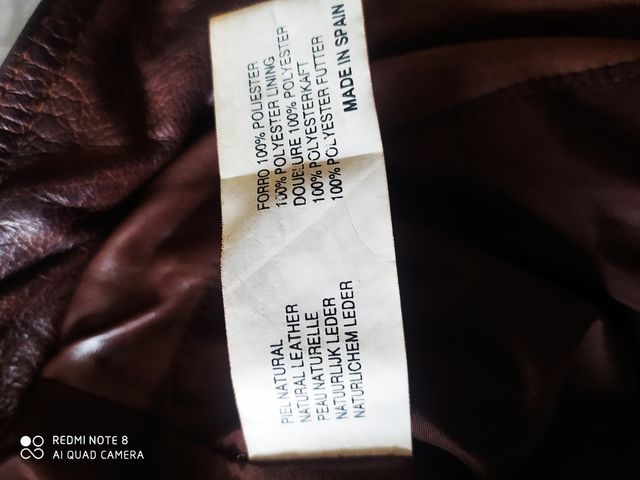 PIEL NATURAL
NATURAL LEATHER
PEAU NATURELLE
NATUURLIJK LEDER
NATURLICHEM LEDER
FORRO 100% POLIESTER
100% POLYESTER LINING
DOUBLURE 100% POLYESTER
100% POLYESTERKAFT
100% POLYESTER FUTTER
MADE IN SPAIN
REDMI NOTE 8
AI QUAD CAMERA